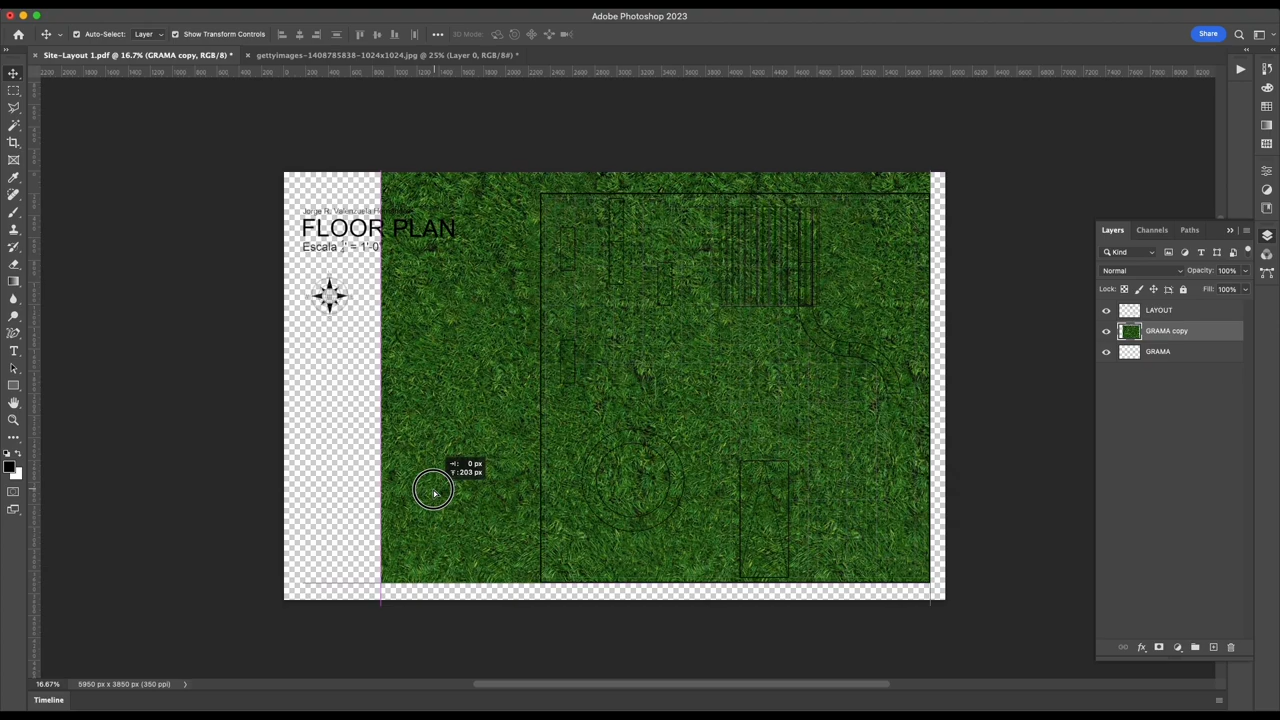 Adobe Photoshop 2023
Auto-Select: Layer Show Transform Controls 3D Mode: Share
Site-Layout 1.pdf @ 16.7% (GRAMA copy, RGB/8) * gettyimages-1408785838-1024x1024.jpg @ 25% (Layer 0, RGB/8#) *
FLOOR PLAN
Escala
Layers Channels Paths
Kind
Normal Opacity: 100%
Lock: Fill: 100%
LAYOUT
GRAMA copy
GRAMA
0 px
203 px
16.67% 5950 px x 3850 px (350 ppi)
Timeline